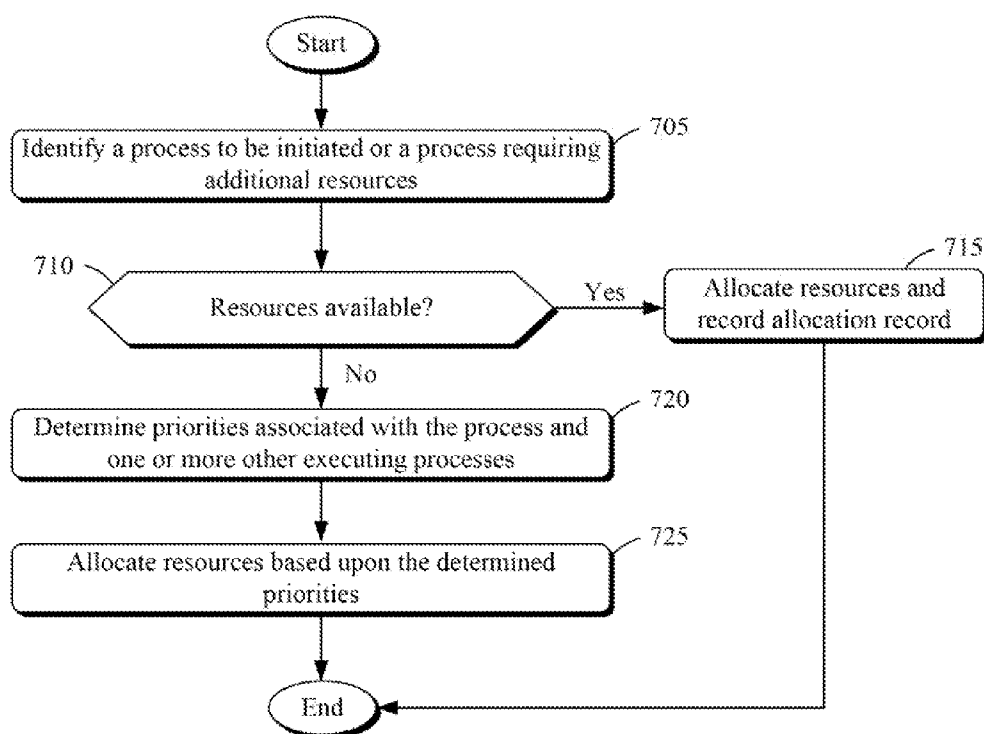 Start
705
Identify a process to be initiated or a process requiring
additional resources
710
Resources available?
Yes
715
Allocate resources and
record allocation record
No
720
Determine priorities associated with the process and
one or more other executing processes
725
Allocate resources based upon the determined
priorities
End